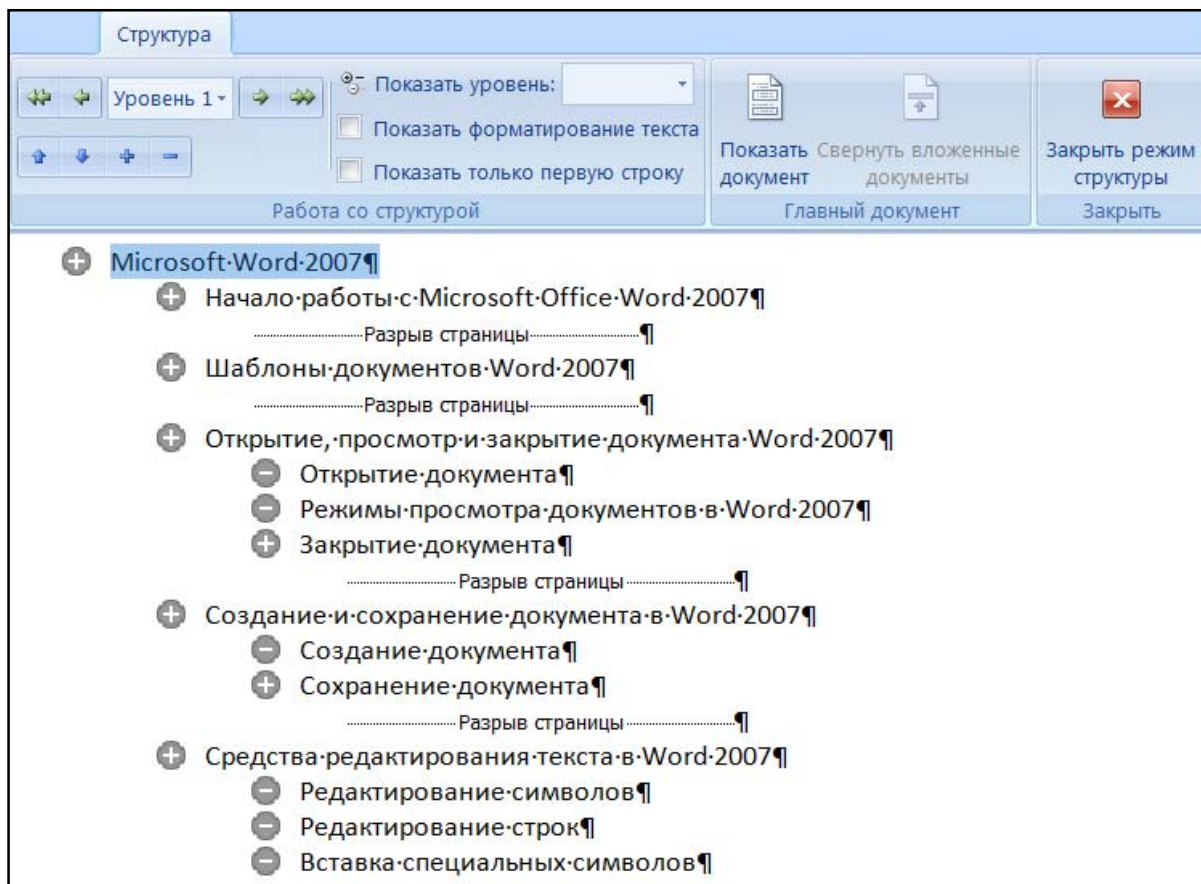 Структура
Уровень 1
Показать уровень:
Показать форматирование текста
Показать только первую строку
Работа со структурой
Показать документ
Свернуть вложенные документы
Главный документ
Закрыть режим структуры
Закрыть
Microsoft·Word·2007¶
Начало·работы·с·Microsoft·Office·Word·2007¶
Разрыв страницы¶
Шаблоны·документов·Word·2007¶
Разрыв страницы¶
Открытие,·просмотр·и·закрытие·документа·Word·2007¶
Открытие·документа¶
Режимы·просмотра·документов·в·Word·2007¶
Закрытие·документа¶
Разрыв страницы¶
Создание·и·сохранение·документа·в·Word·2007¶
Создание·документа¶
Сохранение·документа¶
Разрыв страницы¶
Средства·редактирования·текста·в·Word·2007¶
Редактирование·символов¶
Редактирование·строк¶
Вставка·специальных·символов¶